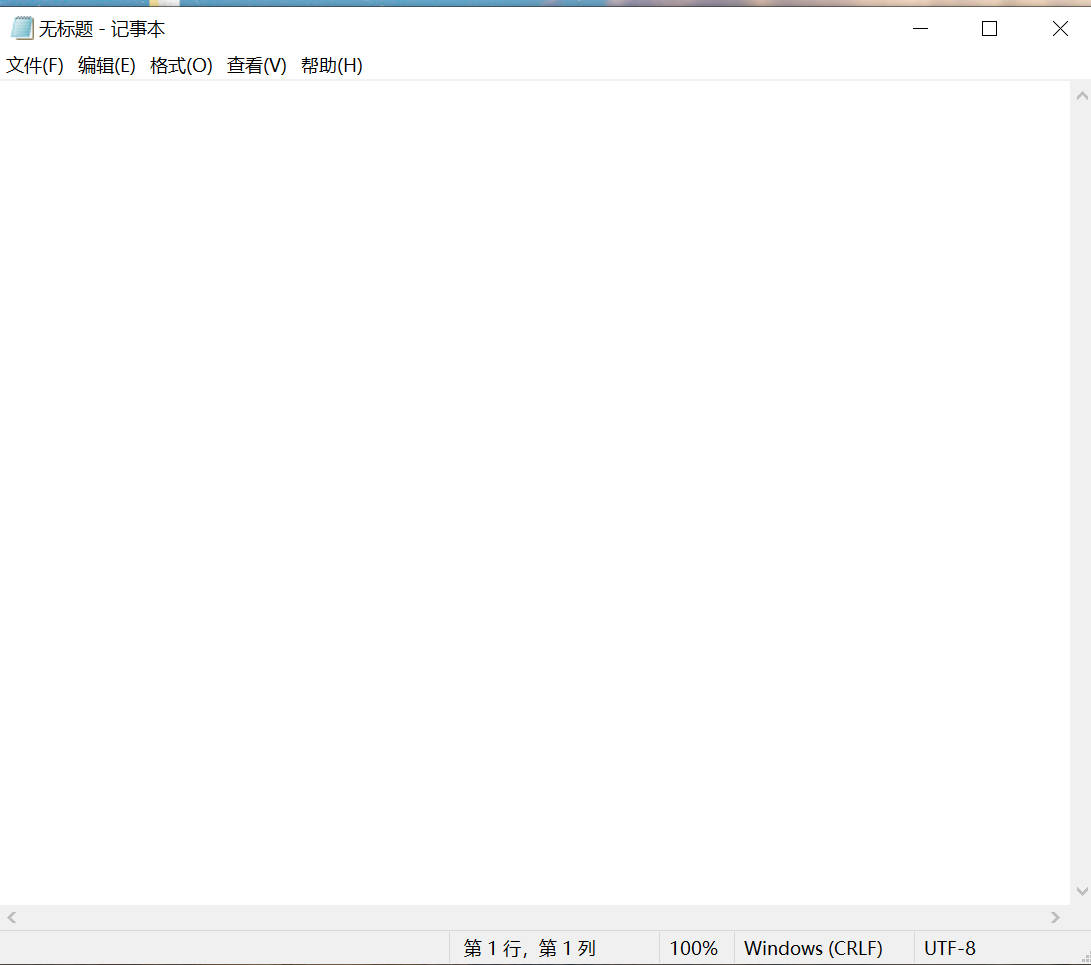 无标题 - 记事本
文件(F) 编辑(E) 格式(O) 查看(V) 帮助(H)
第 1 行，第 1 列 100% Windows (CRLF) UTF-8